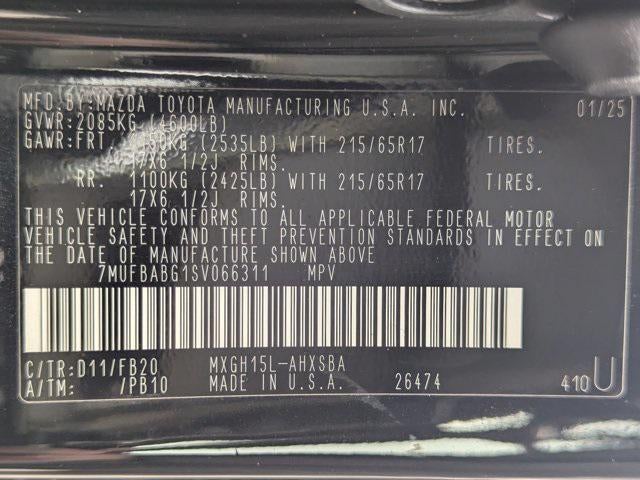 MFD.BY:MAZDA TOYOTA MANUFACTURING U.S.A. INC. 01/25
GVWR:2085KG (4600LB)
GAWR:FRT 1150KG (2535LB) WITH 215/65R17 TIRES.
17X6 1/2J RIMS.
RR. 1100KG (2425LB) WITH 215/65R17 TIRES.
17X6 1/2J RIMS.
THIS VEHICLE CONFORMS TO ALL APPLICABLE FEDERAL MOTOR
VEHICLE SAFETY AND THEFT PREVENTION STANDARDS IN EFFECT ON
THE DATE OF MANUFACTURE SHOWN ABOVE
7MUFBABG1SV066311 MPV
C/TR:D11/FB20 MXGH15L-AHXSBA
A/TM: /PB10 MADE IN U.S.A. 26474 410 U